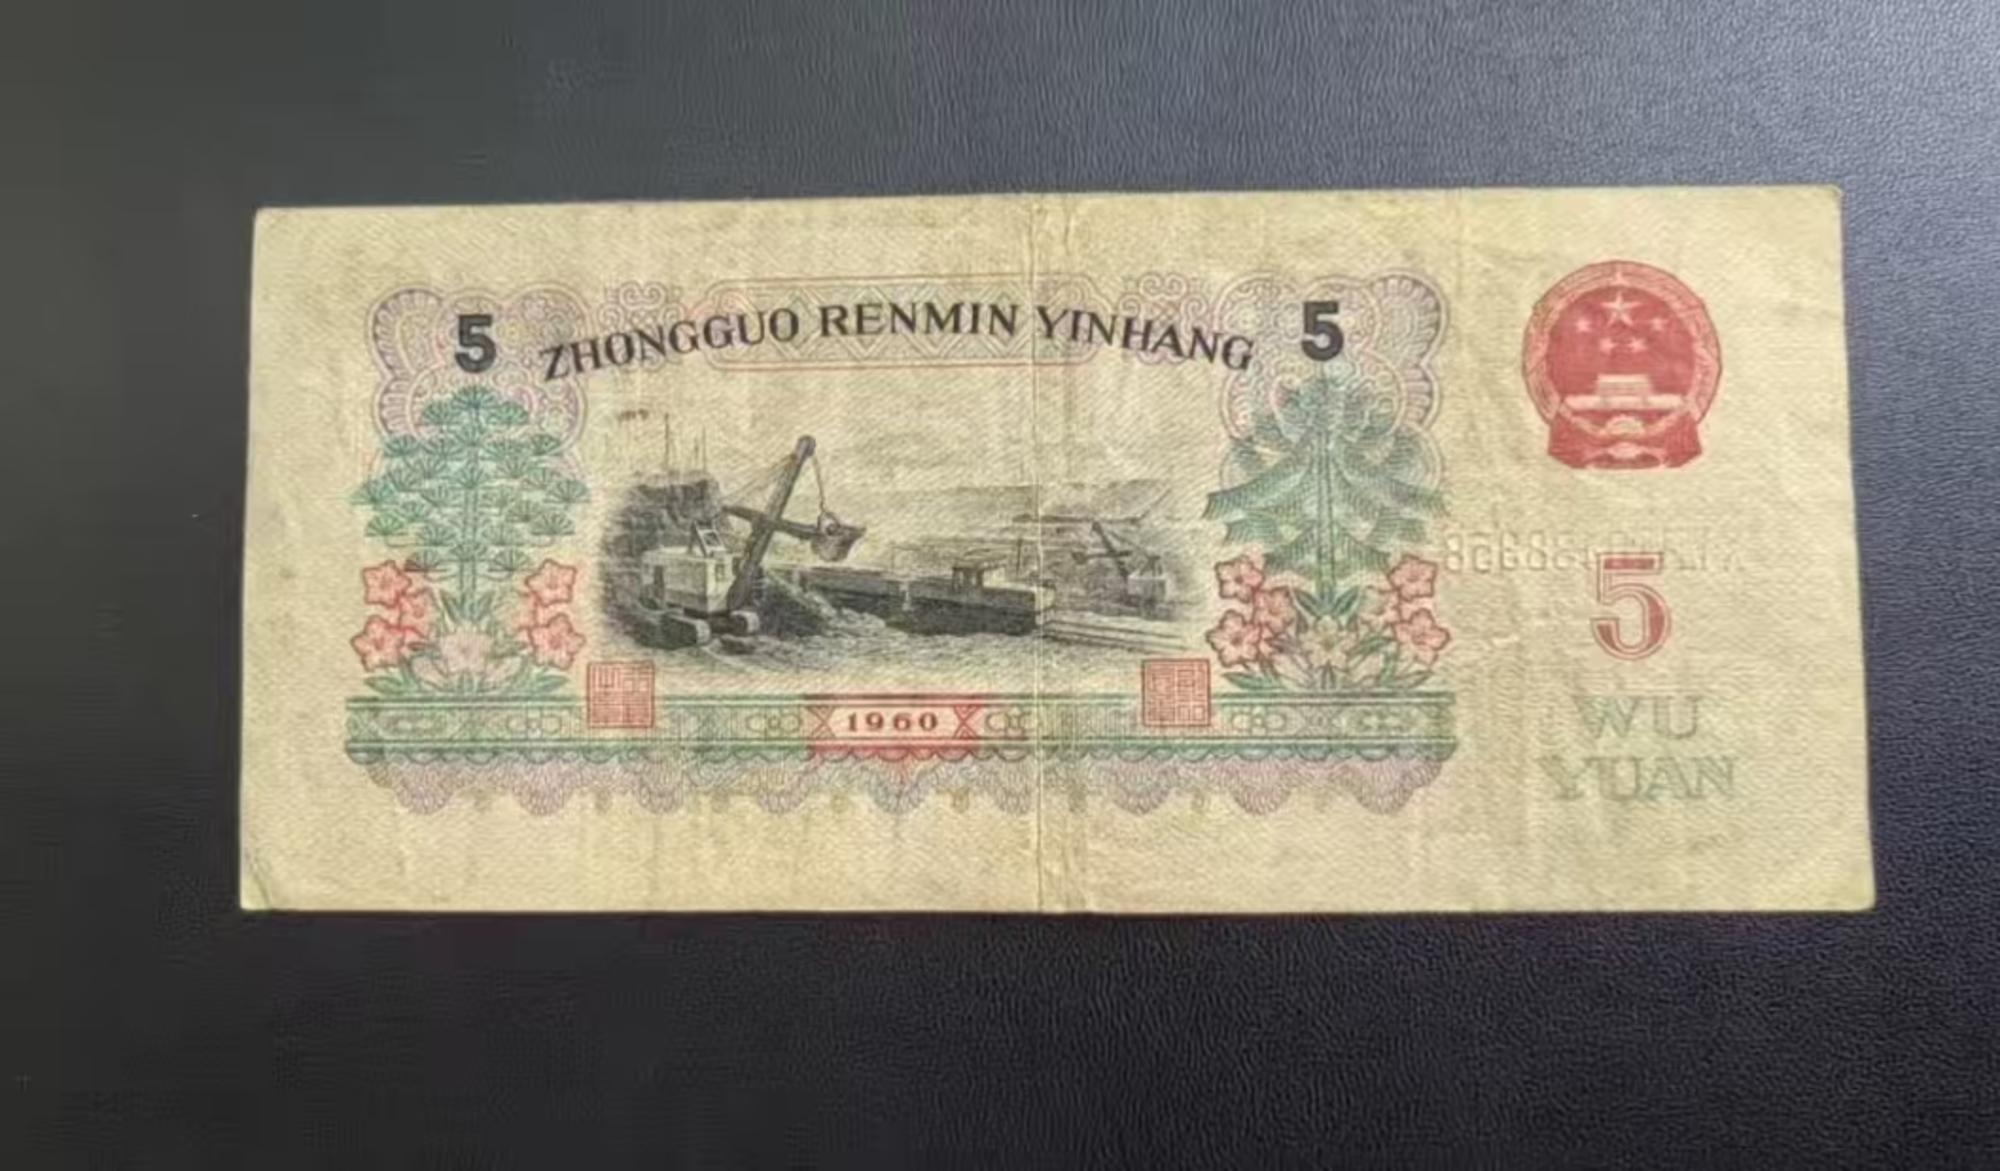 5 ZHONGGUO RENMIN YINHANG 5
5
WU
YUAN
1960